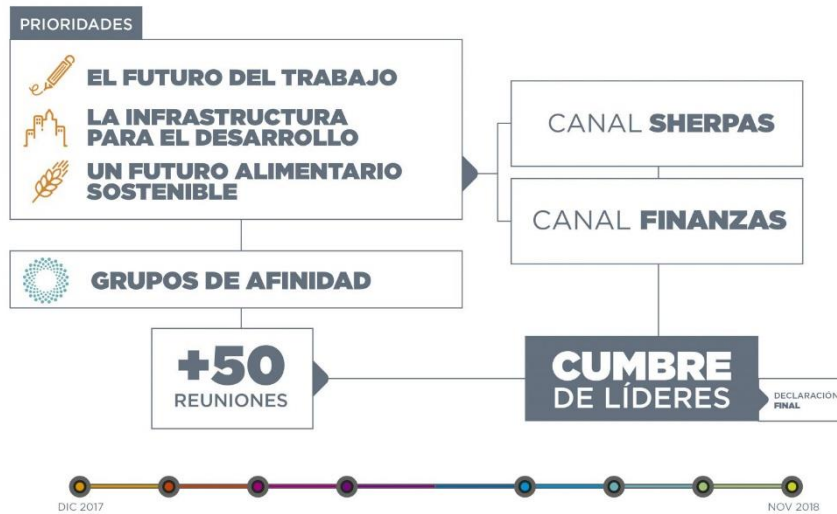 PRIORIDADES
EL FUTURO DEL TRABAJO
LA INFRASTRUCTURA
PARA EL DESARROLLO
UN FUTURO ALIMENTARIO
SOSTENIBLE
CANAL SHERPAS
CANAL FINANZAS
GRUPOS DE AFINIDAD
+50
REUNIONES
CUMBRE
DE LÍDERES
DECLARACIÓN
FINAL
DIC 2017
NOV 2018